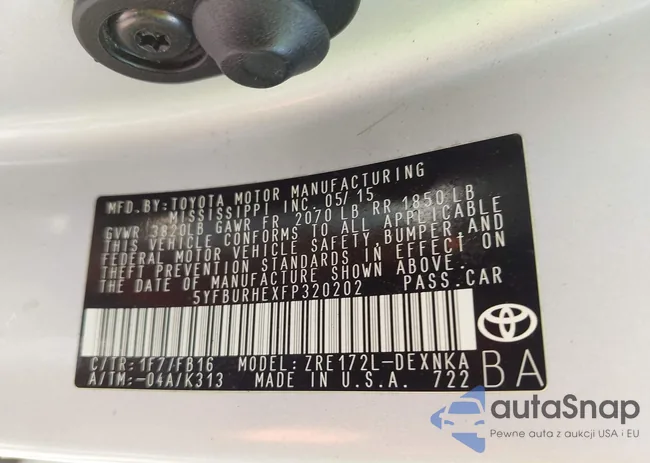 MFD.BY:TOYOTA MOTOR MANUFACTURING
MISSISSIPPI INC. 05/15
GVWR 3820LB GAWR FR 2070 LB RR 1850 LB
THIS VEHICLE CONFORMS TO ALL APPLICABLE
FEDERAL MOTOR VEHICLE SAFETY, BUMPER, AND
THEFT PREVENTION STANDARDS IN EFFECT ON
THE DATE OF MANUFACTURE SHOWN ABOVE.
5YFBURHEXFP320202 PASS.CAR
C/TR:1F7/FB16 MODEL: ZRE172L-DEXNKA
A/TM:-04A/K313 MADE IN U.S.A. 722
BA
autaSnap
Pewne auta z aukcji USA i EU